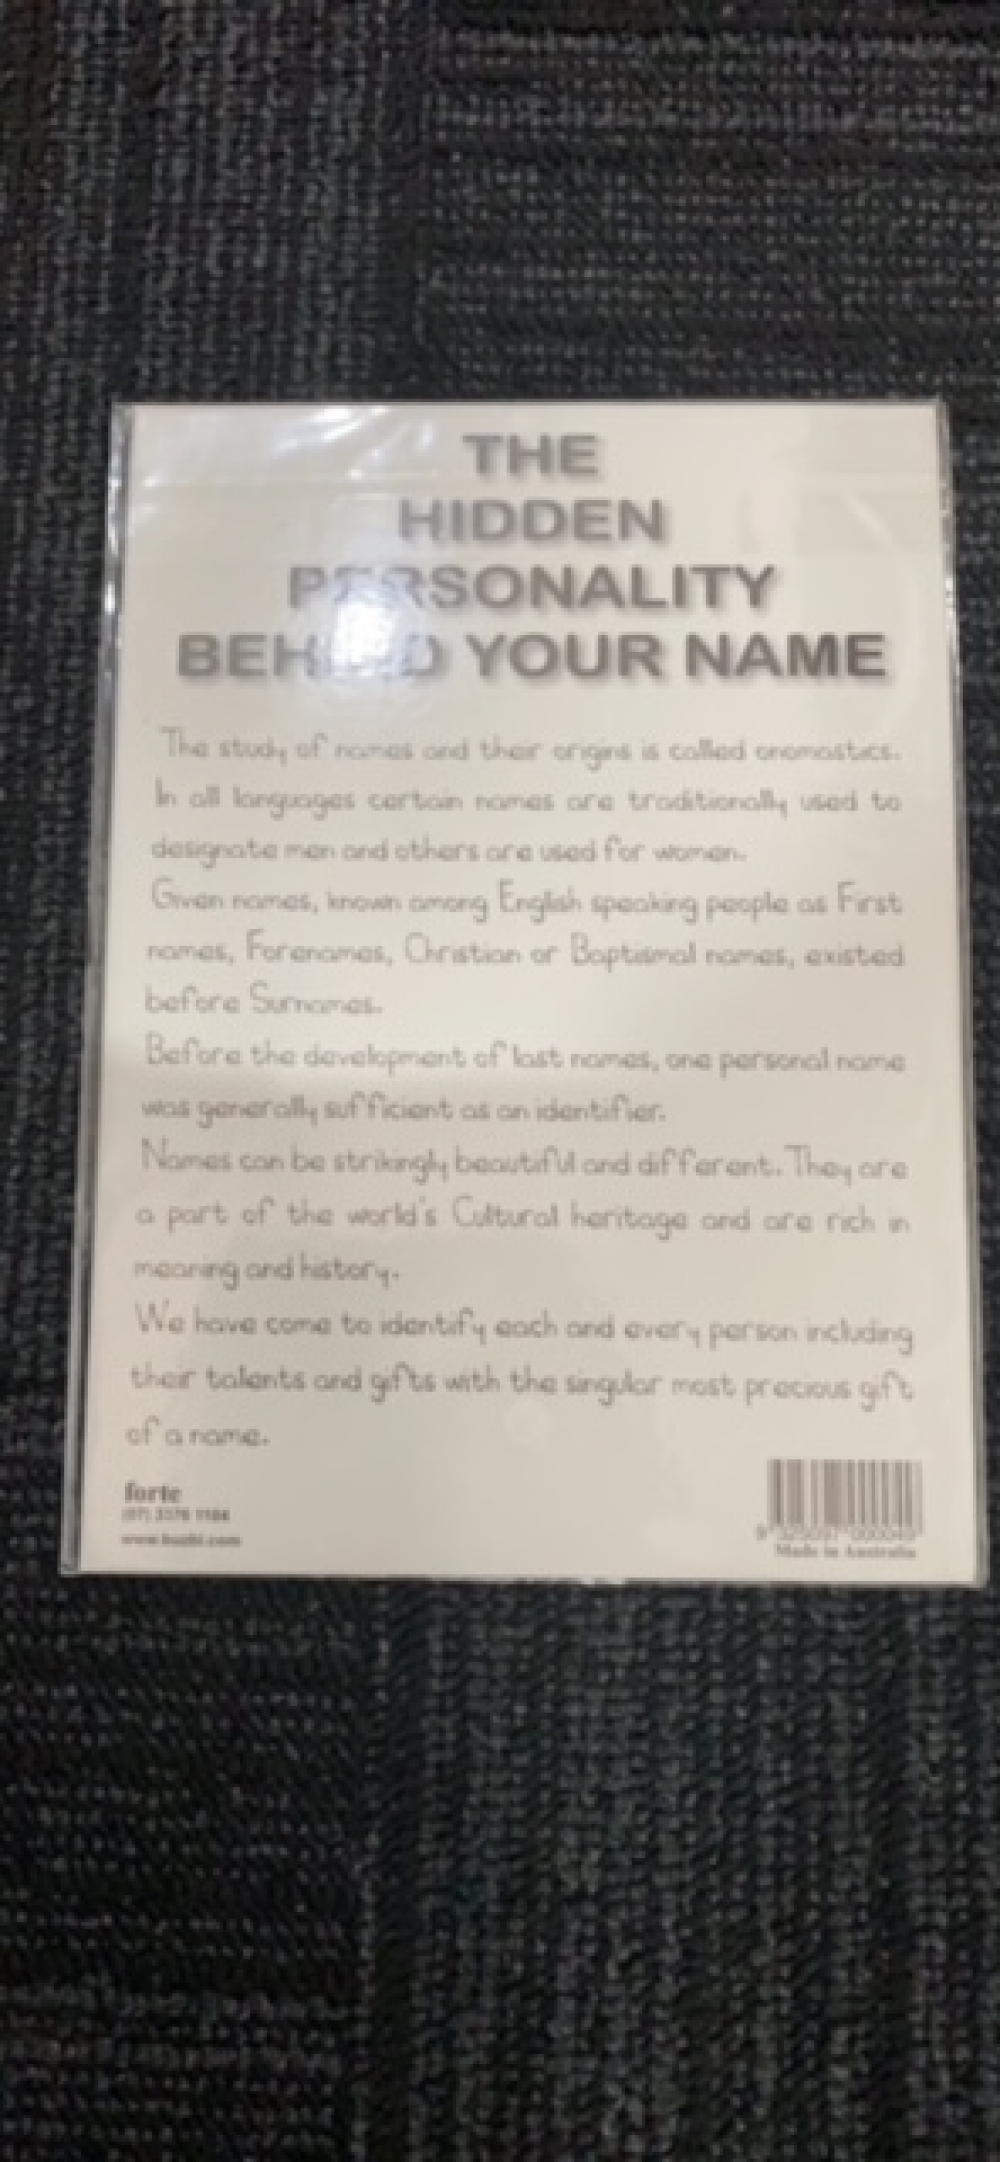 THE
HIDDEN
PERSONALITY
BEHIND YOUR NAME
The study of names and their origins is called onomastics.
In all languages certain names are traditionally used to
designate men and others are used for women.
Given names, known among English speaking people as First
names, Forenames, Christian or Baptismal names, existed
before Surnames.
Before the development of last names, one personal name
was generally sufficient as an identifier.
Names can be strikingly beautiful and different. They are
a part of the world's Cultural heritage and are rich in
meaning and history.
We have come to identify each and every person including
their talents and gifts with the singular most precious gift
of a name.
forte
Made in Australia